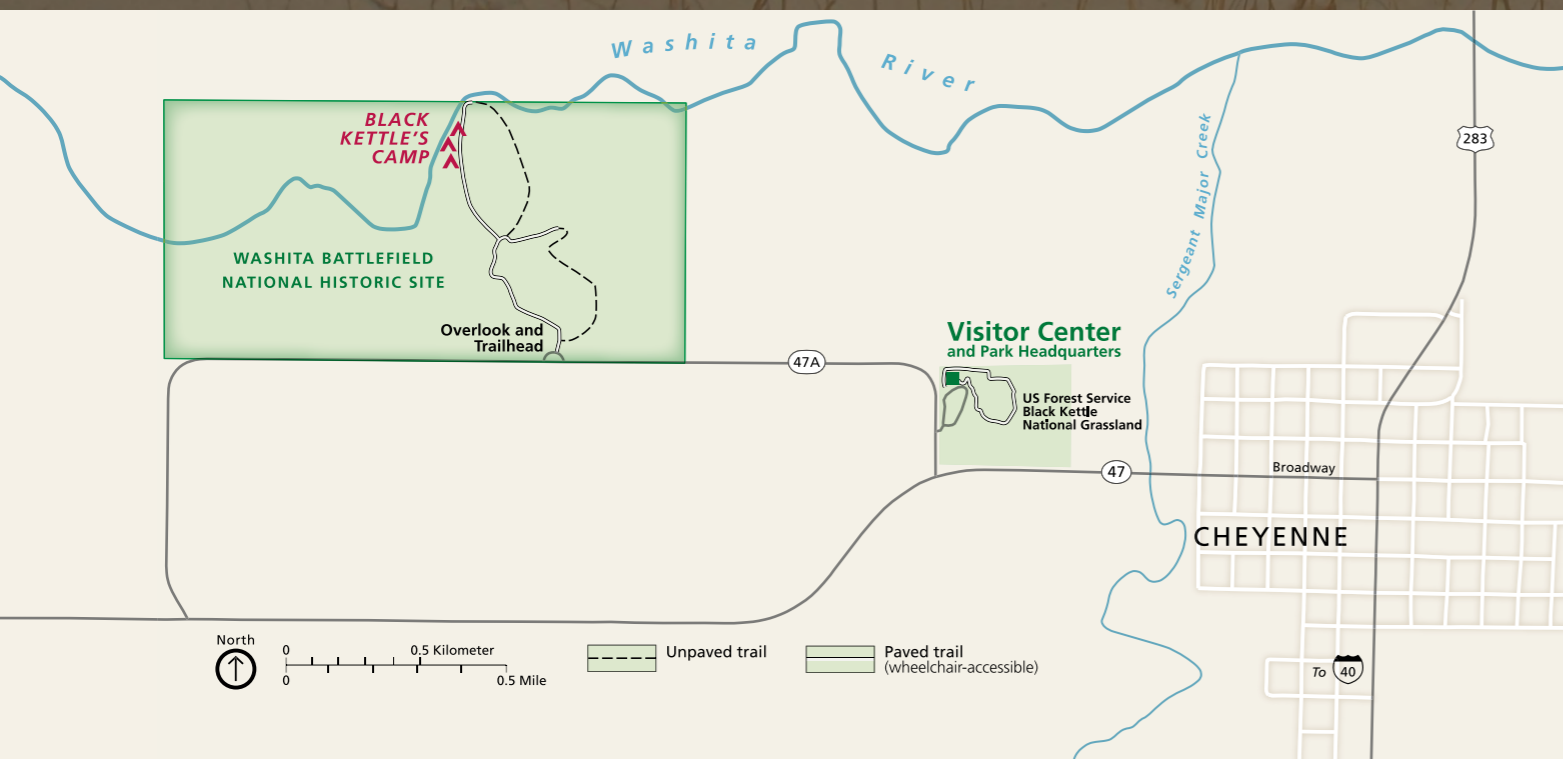 Washita
River
BLACK
KETTLE'S
CAMP
283
Sergeant Major Creek
WASHITA BATTLEFIELD
NATIONAL HISTORIC SITE
Overlook and
Trailhead
47A
Visitor Center
and Park Headquarters
US Forest Service
Black Kettle
National Grassland
47
Broadway
CHEYENNE
North
0
0.5 Kilometer
0
0.5 Mile
Unpaved trail
Paved trail
(wheelchair-accessible)
To 40